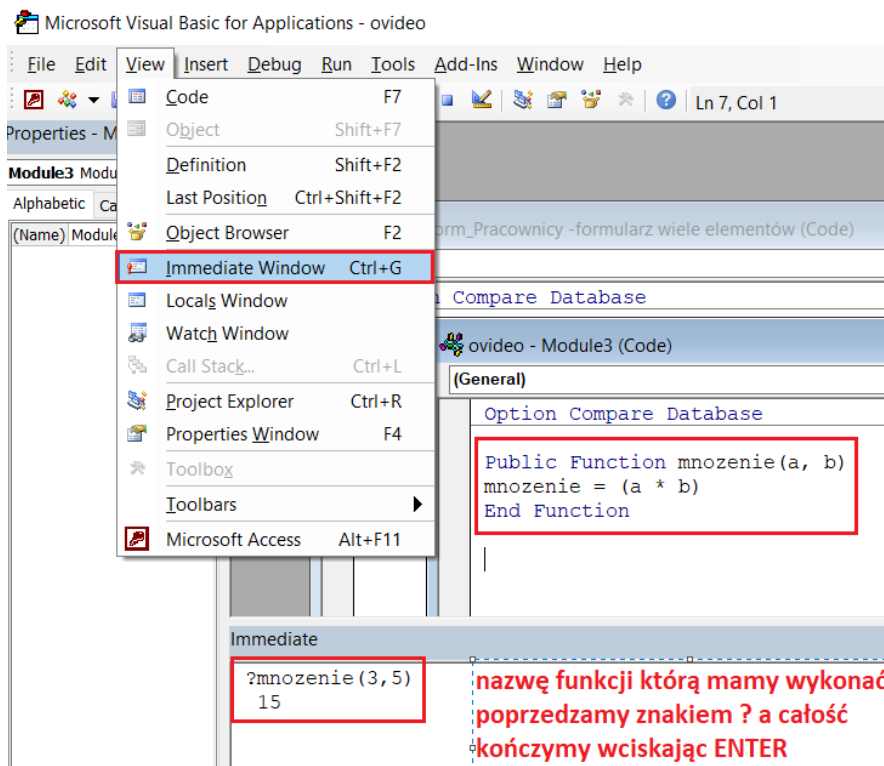 Microsoft Visual Basic for Applications - ovideo
File Edit View Insert Debug Run Tools Add-Ins Window Help
Ln 7, Col 1
Properties - M
Module3 Modu
Alphabetic Ca
(Name) Module
Code F7
Object Shift+F7
Definition Shift+F2
Last Position Ctrl+Shift+F2
Object Browser F2
Immediate Window Ctrl+G
Locals Window
Watch Window
Call Stack... Ctrl+L
Project Explorer Ctrl+R
Properties Window F4
Toolbox
Toolbars
Microsoft Access Alt+F11
orm_Pracownicy -formularz wiele elementów (Code)
Compare Database
ovideo - Module3 (Code)
(General)
Option Compare Database
Public Function mnozenie(a, b)
mnozenie = (a * b)
End Function
Immediate
?mnozenie(3,5)
15
nazwę funkcji którą mamy wykonać
poprzedzamy znakiem ? a całość
kończymy wciskając ENTER